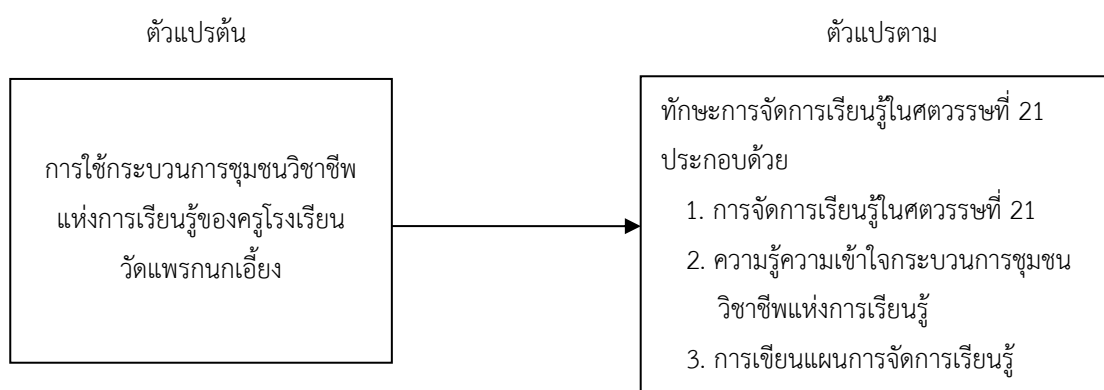 ตัวแปรต้น
ตัวแปรตาม
การใช้กระบวนการชุมชนวิชาชีพ
แห่งการเรียนรู้ของครูโรงเรียน
วัดแพรกนกเอี้ยง
ทักษะการจัดการเรียนรู้ในศตวรรษที่ 21
ประกอบด้วย
1. การจัดการเรียนรู้ในศตวรรษที่ 21
2. ความรู้ความเข้าใจกระบวนการชุมชน
วิชาชีพแห่งการเรียนรู้
3. การเขียนแผนการจัดการเรียนรู้